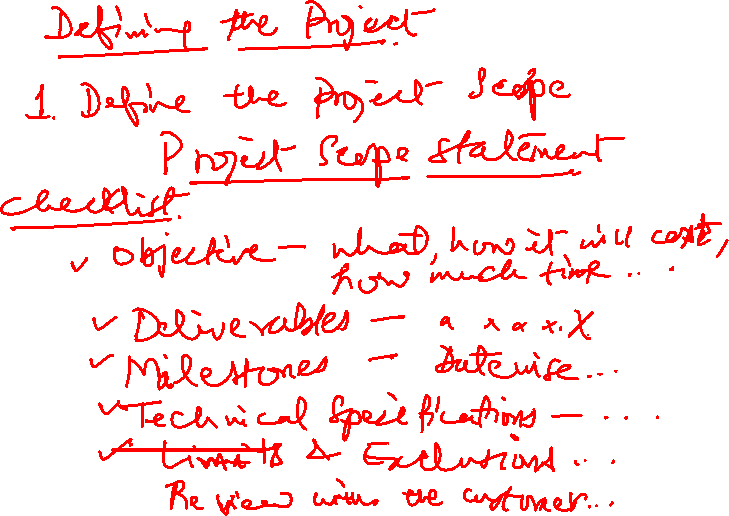 Defining the Project
1. Define the Project Scope
Project Scope Statement
Checklist
✓ Objective - What, how it will cost,
how much time...
✓ Deliverables - a x a x. X
✓ Milestones - Datewise...
✓ Technical Specifications - ....
✓ Limits & Exclusions...
Review with the customer...